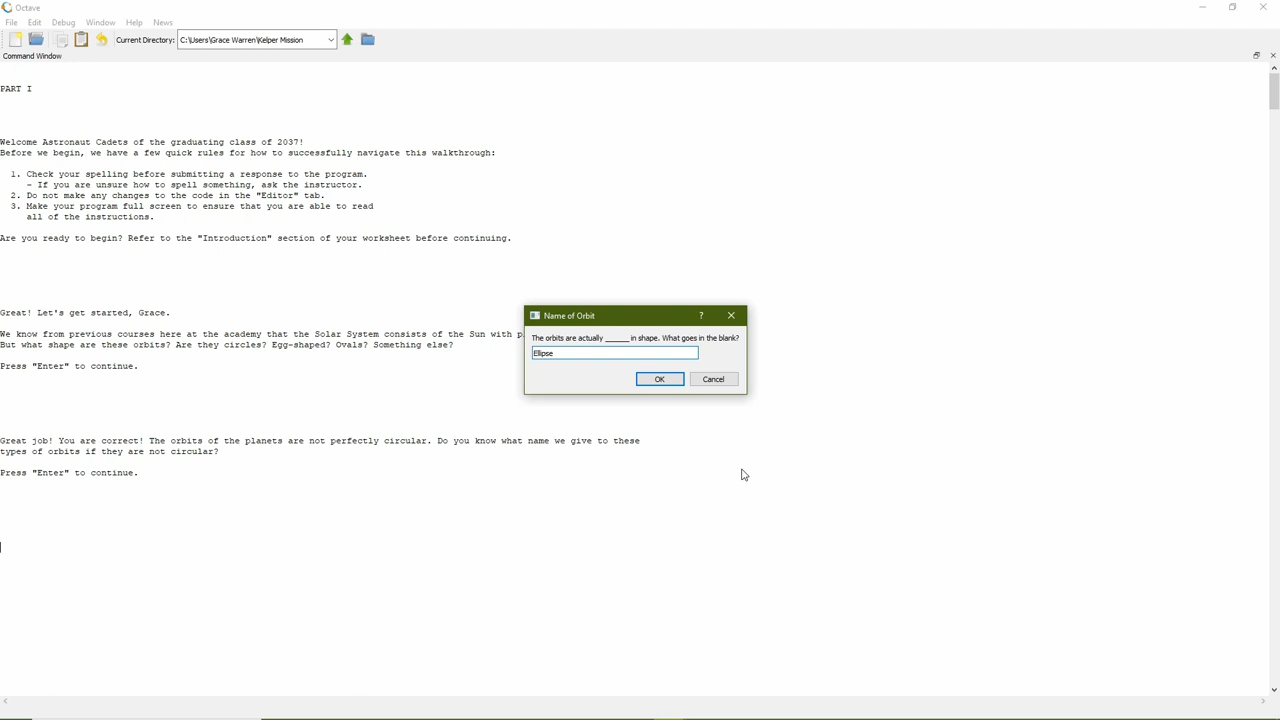 Octave
File Edit Debug Window Help News
Current Directory: C:\Users\Grace Warren\Kelper Mission
Command Window
PART I
Welcome Astronaut Cadets of the graduating class of 2037!
Before we begin, we have a few quick rules for how to successfully navigate this walkthrough:
1. Check your spelling before submitting a response to the program.
- If you are unsure how to spell something, ask the instructor.
2. Do not make any changes to the code in the "Editor" tab.
3. Make your program full screen to ensure that you are able to read
all of the instructions.
Are you ready to begin? Refer to the "Introduction" section of your worksheet before continuing.
Great! Let's get started, Grace.
We know from previous courses here at the academy that the Solar System consists of the Sun with p
But what shape are these orbits? Are they circles? Egg-shaped? Ovals? Something else?
Press "Enter" to continue.
Name of Orbit ?
The orbits are actually ______ in shape. What goes in the blank?
Ellipse
OK Cancel
Great job! You are correct! The orbits of the planets are not perfectly circular. Do you know what name we give to these
types of orbits if they are not circular?
Press "Enter" to continue.